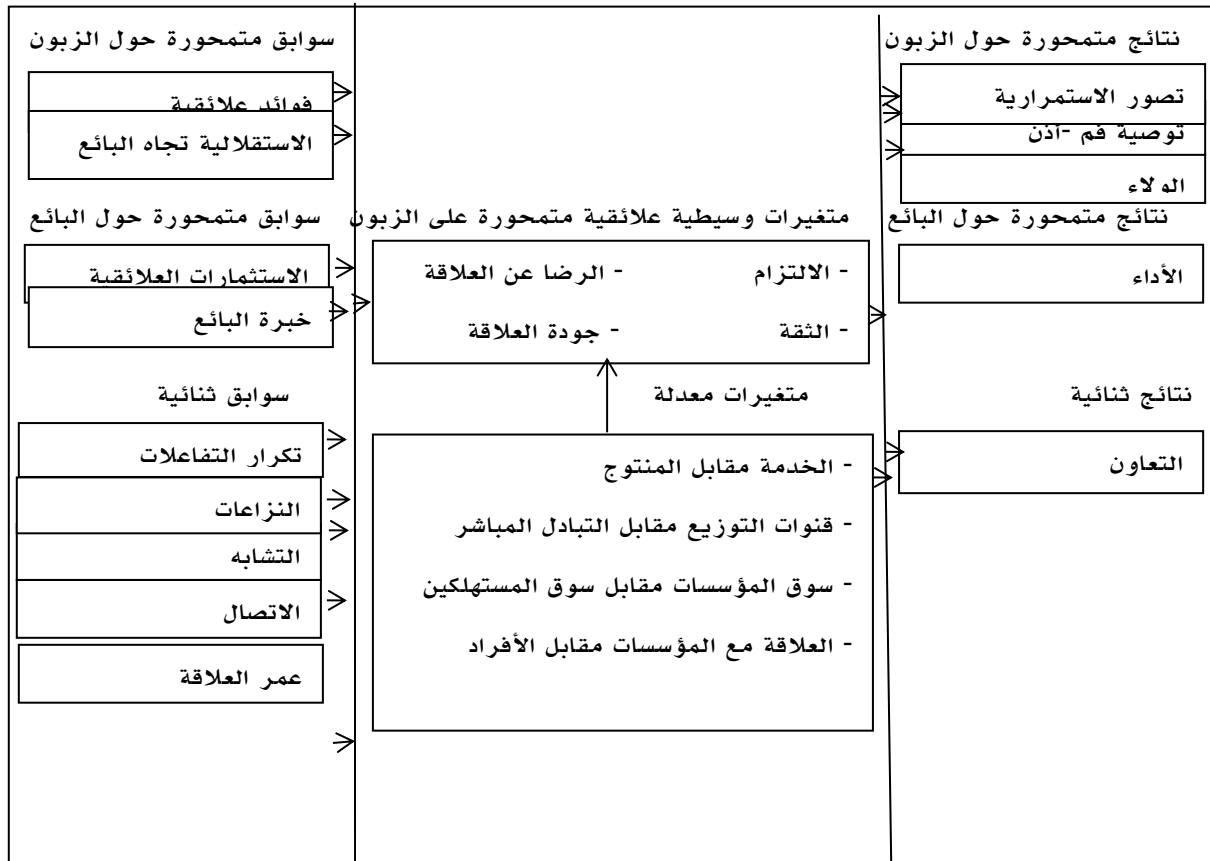 نتائج متمحورة حول الزبون
تصور الاستمرارية
توصية فم -أذن
الولاء
نتائج متمحورة حول البائع
الأداء
نتائج ثنائية
التعاون
متغيرات وسيطية علائقية متمحورة على الزبون
- الالتزام - الرضا عن العلاقة
- الثقة - جودة العلاقة
متغيرات معدلة
- الخدمة مقابل المنتوج
- قنوات التوزيع مقابل التبادل المباشر
- سوق المؤسسات مقابل سوق المستهلكين
- العلاقة مع المؤسسات مقابل الأفراد
سوابق متمحورة حول الزبون
فوائد علائقية
الاستقلالية تجاه البائع
سوابق متمحورة حول البائع
الاستثمارات العلائقية
خبرة البائع
سوابق ثنائية
تكرار التفاعلات
النزاعات
التشابه
الاتصال
عمر العلاقة